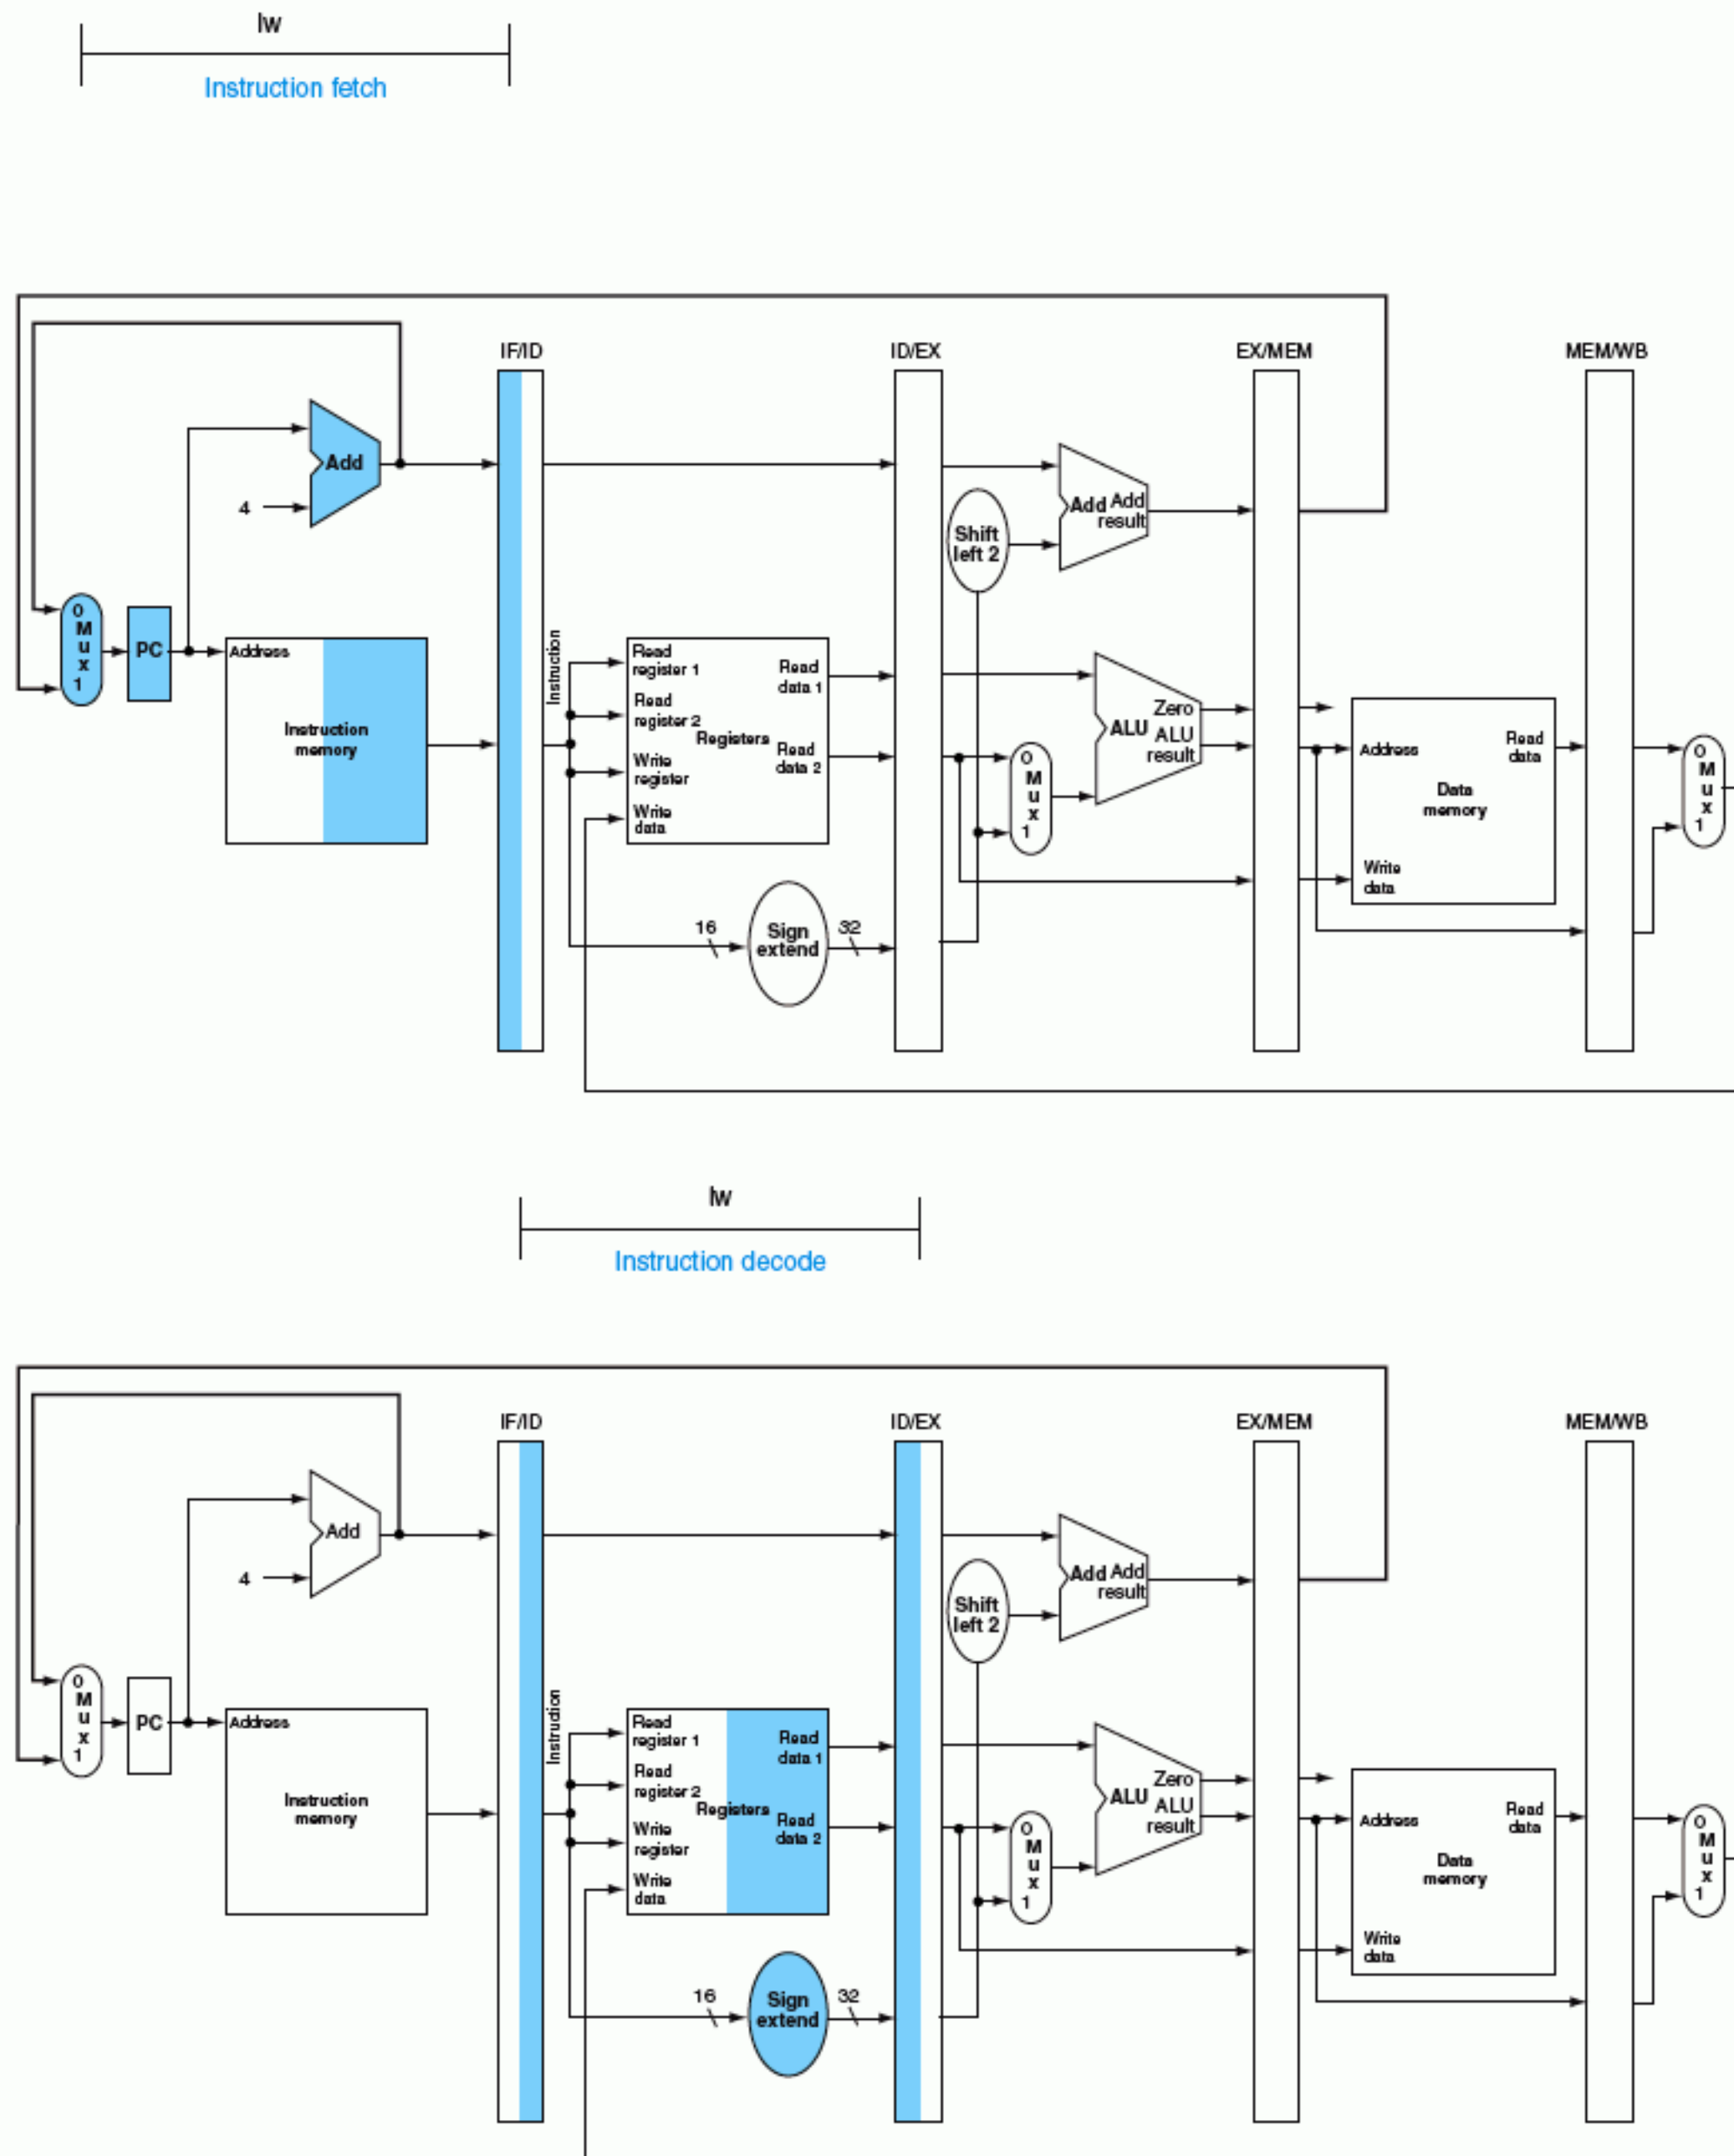 lw
Instruction fetch
IF/ID
ID/EX
EX/MEM
MEM/WB
Add
4
Add Add
result
Shift
left 2
0
M
u
x
1
PC
Address
Instruction
memory
Instruction
Read
register 1
Read
register 2
Write
register
Write
data
Registers
Read
data 1
Read
data 2
0
M
u
x
1
ALU
Zero
ALU
result
Address
Read
data
Data
memory
Write
data
0
M
u
x
1
16
Sign
extend
32
lw
Instruction decode
IF/ID
ID/EX
EX/MEM
MEM/WB
Add
4
Add Add
result
Shift
left 2
0
M
u
x
1
PC
Address
Instruction
memory
Instruction
Read
register 1
Read
register 2
Write
register
Write
data
Registers
Read
data 1
Read
data 2
0
M
u
x
1
ALU
Zero
ALU
result
Address
Read
data
Data
memory
Write
data
0
M
u
x
1
16
Sign
extend
32